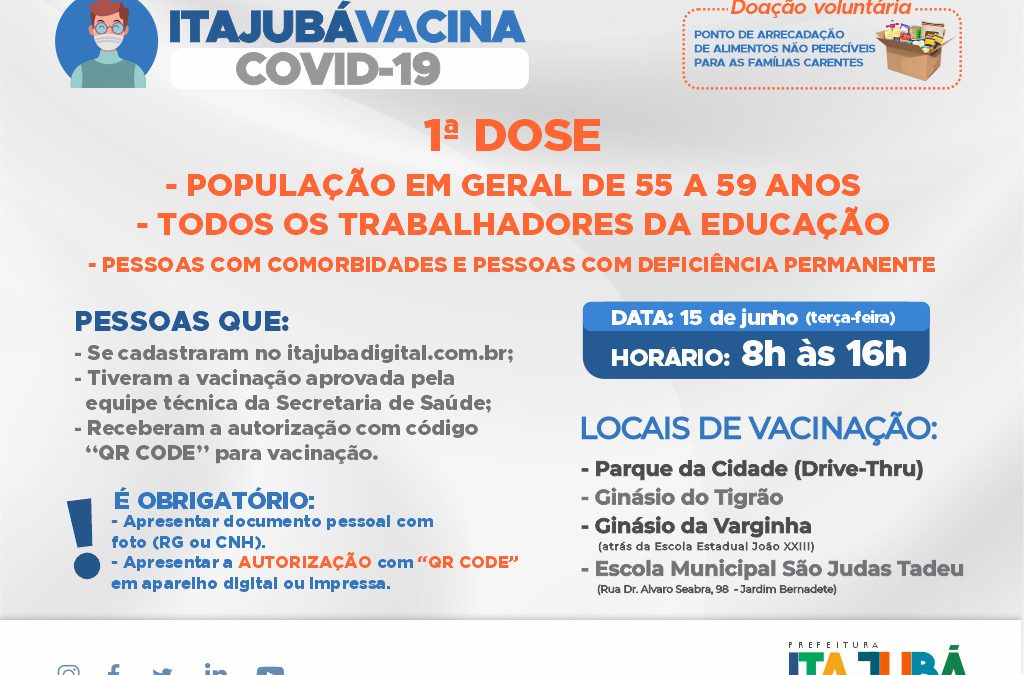 ITAJUBÁVACINA
COVID-19
Doação voluntária
PONTO DE ARRECADAÇÃO
DE ALIMENTOS NÃO PERECÍVEIS
PARA AS FAMÍLIAS CARENTES
1ª DOSE
- POPULAÇÃO EM GERAL DE 55 A 59 ANOS
- TODOS OS TRABALHADORES DA EDUCAÇÃO
- PESSOAS COM COMORBIDADES E PESSOAS COM DEFICIÊNCIA PERMANENTE
PESSOAS QUE:
- Se cadastraram no itajubadigital.com.br;
- Tiveram a vacinação aprovada pela
equipe técnica da Secretaria de Saúde;
- Receberam a autorização com código
“QR CODE” para vacinação.
É OBRIGATÓRIO:
- Apresentar documento pessoal com
foto (RG ou CNH).
- Apresentar a AUTORIZAÇÃO com “QR CODE”
em aparelho digital ou impressa.
DATA: 15 de junho (terça-feira)
HORÁRIO: 8h às 16h
LOCAIS DE VACINAÇÃO:
- Parque da Cidade (Drive-Thru)
- Ginásio do Tigrão
- Ginásio da Varginha
(atrás da Escola Estadual João XXIII)
- Escola Municipal São Judas Tadeu
(Rua Dr. Alvaro Seabra, 98 - Jardim Bernadete)
PREFEITURA
ITAJUBÁ